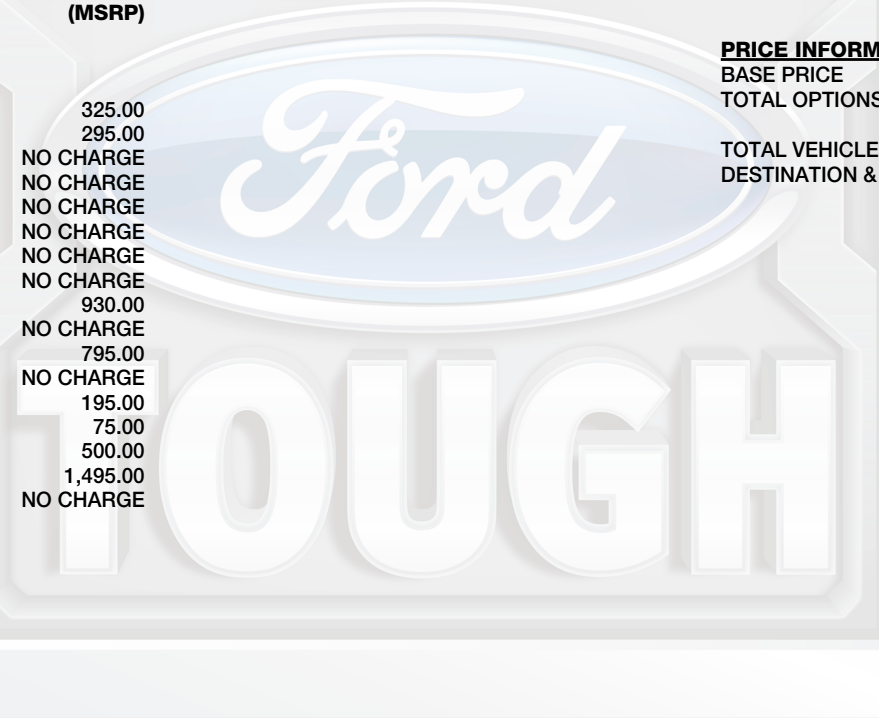 (MSRP)
325.00
295.00
NO CHARGE
NO CHARGE
NO CHARGE
NO CHARGE
NO CHARGE
NO CHARGE
930.00
NO CHARGE
795.00
NO CHARGE
195.00
75.00
500.00
1,495.00
NO CHARGE
PRICE INFORM
BASE PRICE
TOTAL OPTIONS
TOTAL VEHICLE
DESTINATION &
Ford
TOUGH